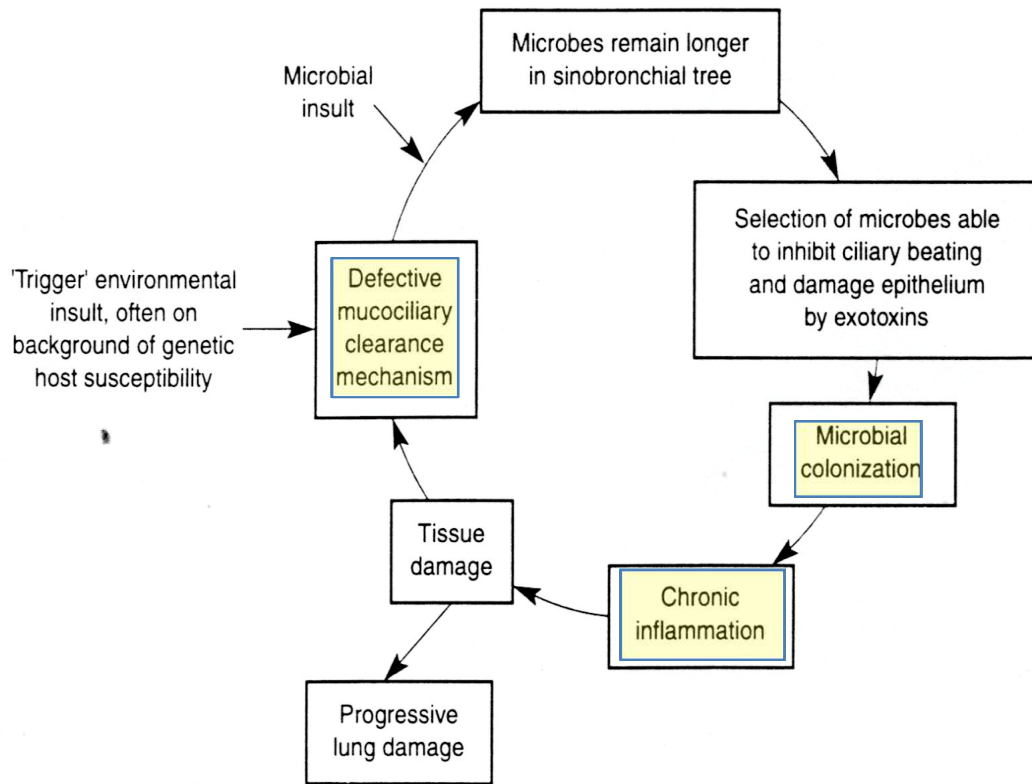 Microbes remain longer
in sinobronchial tree
Microbial
insult
Selection of microbes able
to inhibit ciliary beating
and damage epithelium
by exotoxins
'Trigger' environmental
insult, often on
background of genetic
host susceptibility
Defective
mucociliary
clearance
mechanism
Microbial
colonization
Tissue
damage
Chronic
inflammation
Progressive
lung damage